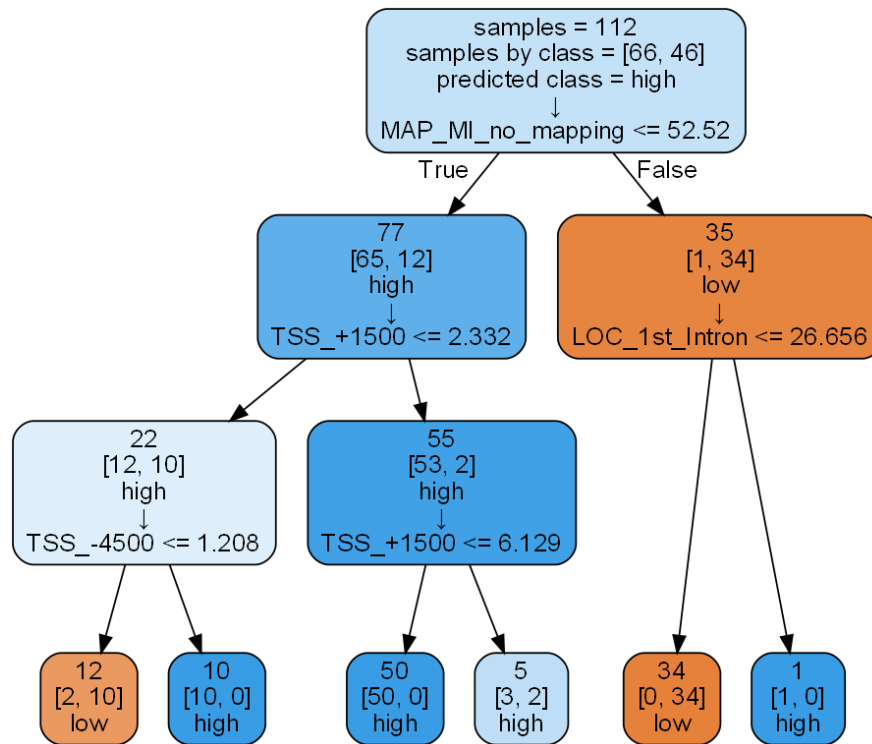 samples = 112
samples by class = [66, 46]
predicted class = high
↓
MAP_MI_no_mapping <= 52.52
True
False
77
[65, 12]
high
↓
TSS_+1500 <= 2.332
35
[1, 34]
low
↓
LOC_1st_Intron <= 26.656
22
[12, 10]
high
↓
TSS_-4500 <= 1.208
55
[53, 2]
high
↓
TSS_+1500 <= 6.129
12
[2, 10]
low
10
[10, 0]
high
50
[50, 0]
high
5
[3, 2]
high
34
[0, 34]
low
1
[1, 0]
high